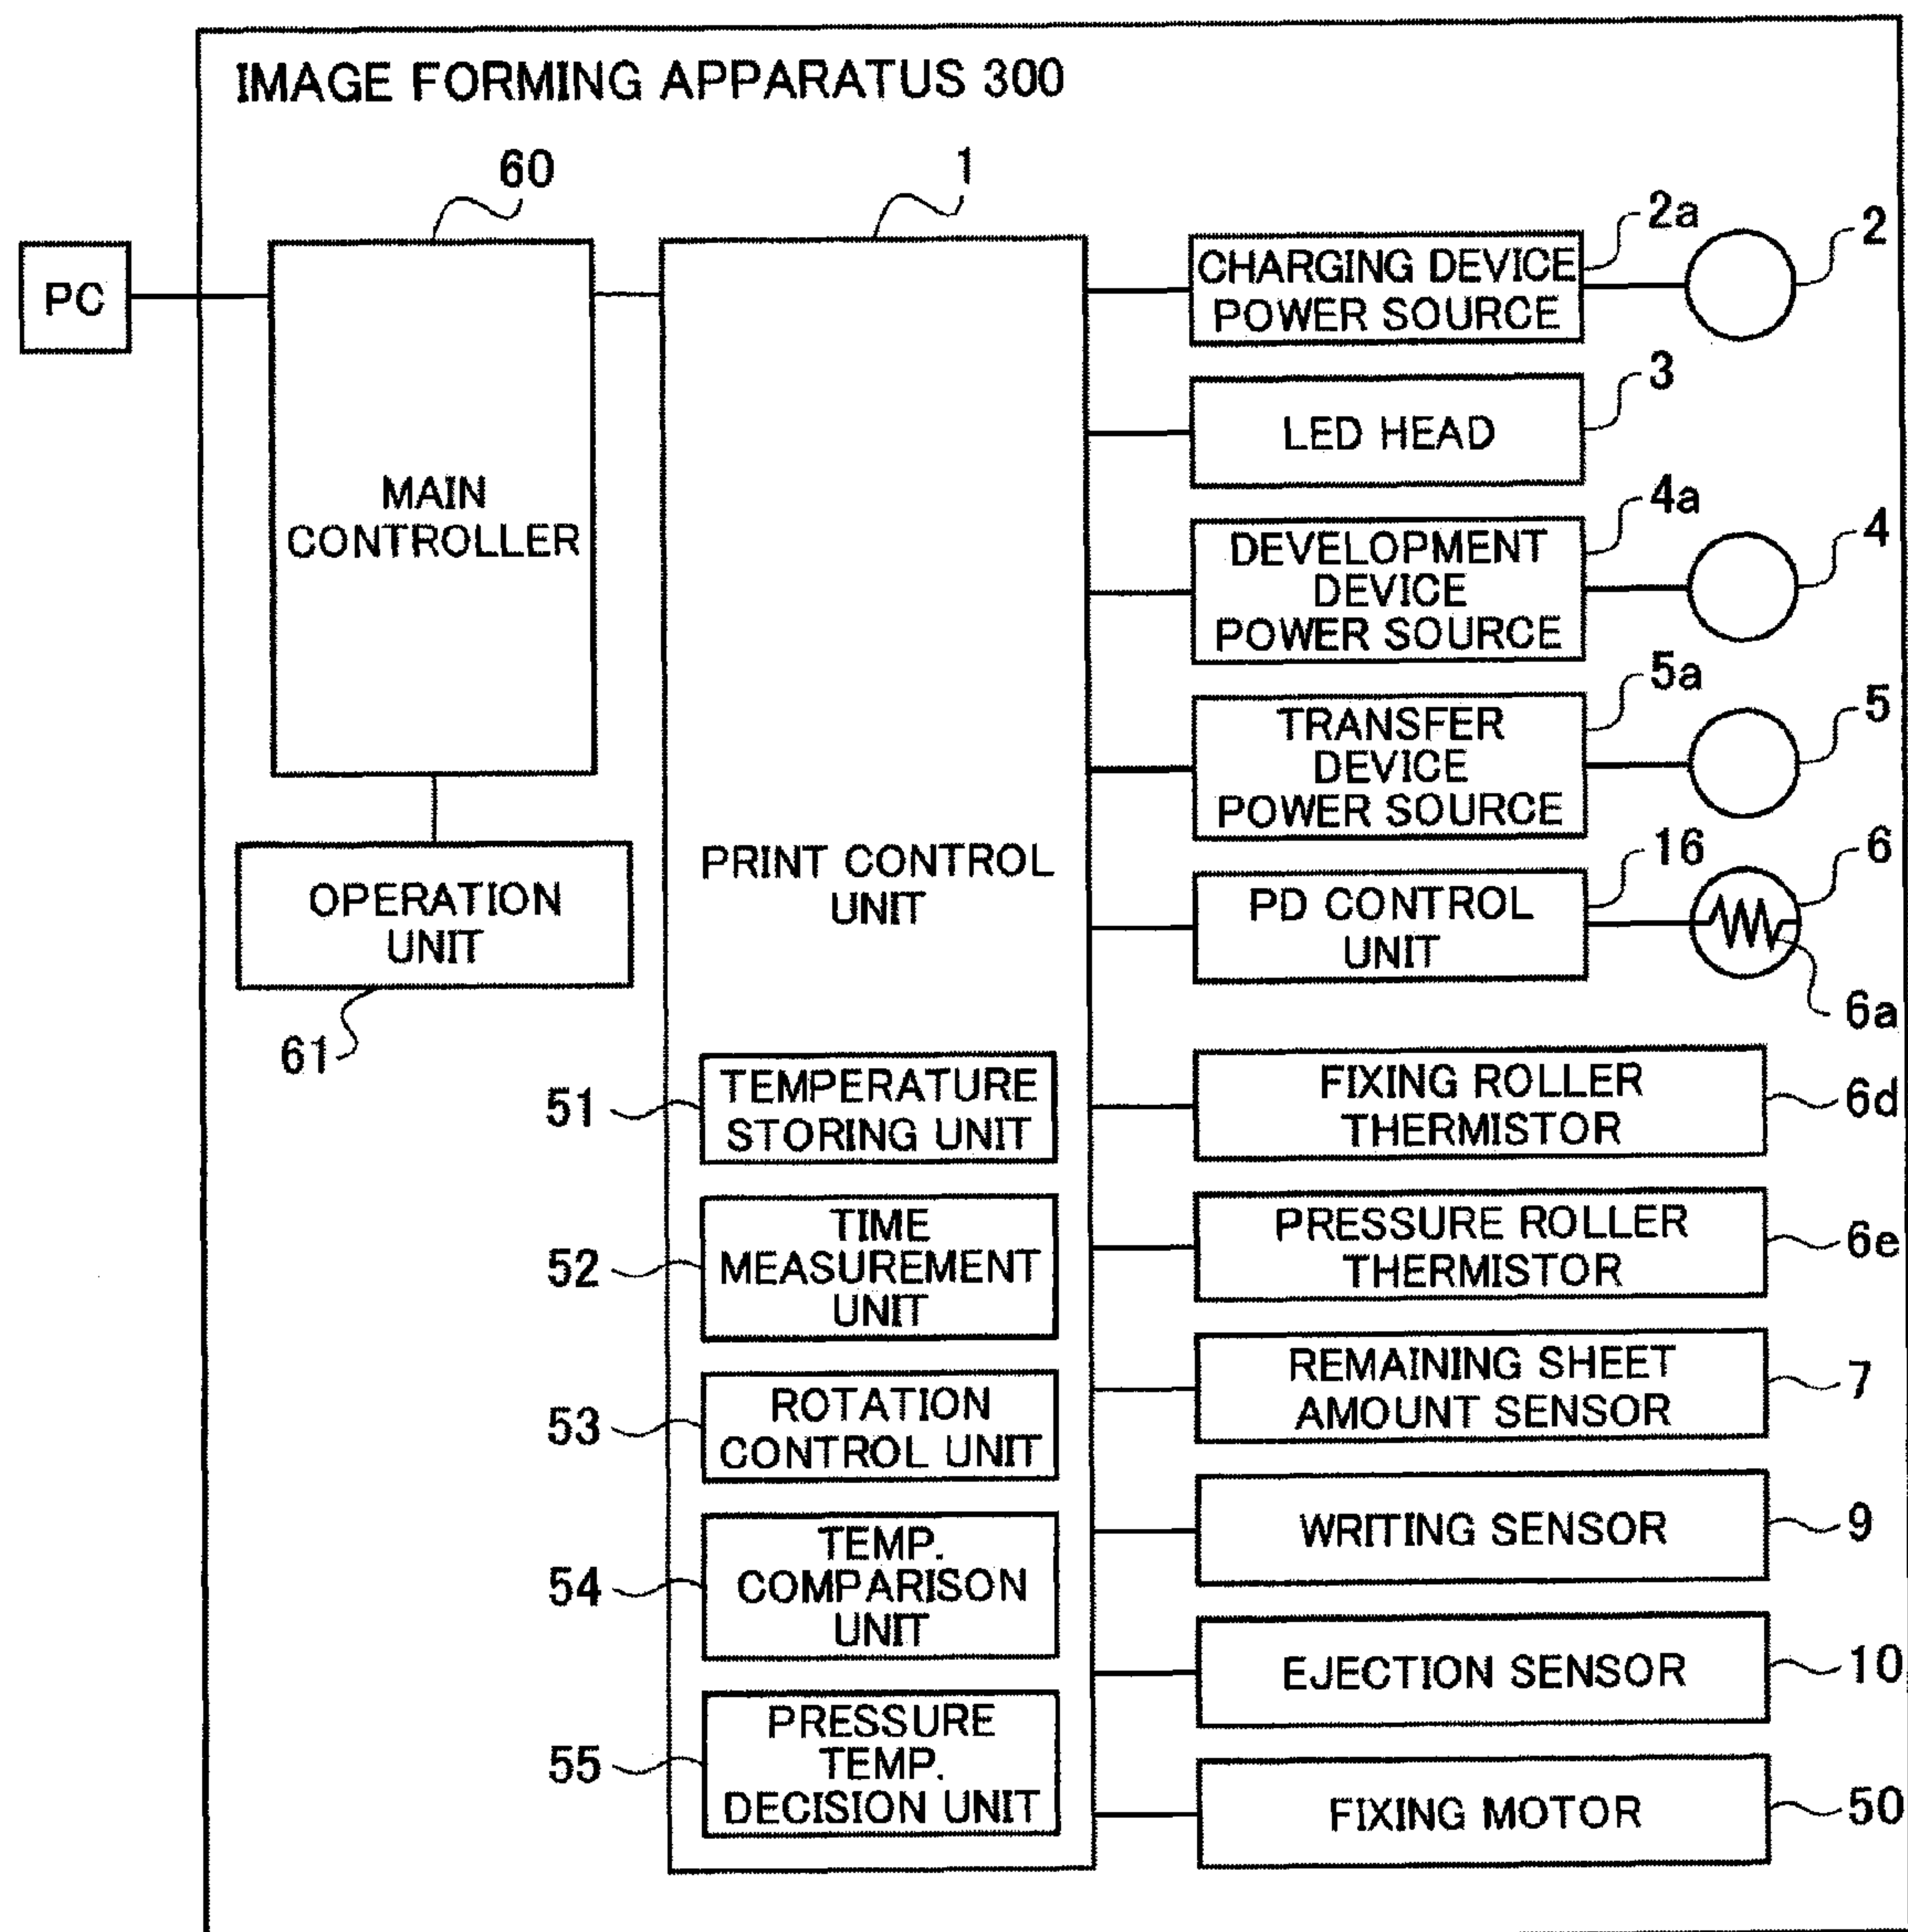 IMAGE FORMING APPARATUS 300
60
1
PC
MAIN
CONTROLLER
OPERATION
UNIT
61
PRINT CONTROL
UNIT
51
TEMPERATURE
STORING UNIT
52
TIME
MEASUREMENT
UNIT
53
ROTATION
CONTROL UNIT
54
TEMP.
COMPARISON
UNIT
55
PRESSURE
TEMP.
DECISION UNIT
CHARGING DEVICE
POWER SOURCE
2a
2
LED HEAD
3
DEVELOPMENT
DEVICE
POWER SOURCE
4a
4
TRANSFER
DEVICE
POWER SOURCE
5a
5
PD CONTROL
UNIT
16
6
6a
FIXING ROLLER
THERMISTOR
6d
PRESSURE ROLLER
THERMISTOR
6e
REMAINING SHEET
AMOUNT SENSOR
7
WRITING SENSOR
9
EJECTION SENSOR
10
FIXING MOTOR
50